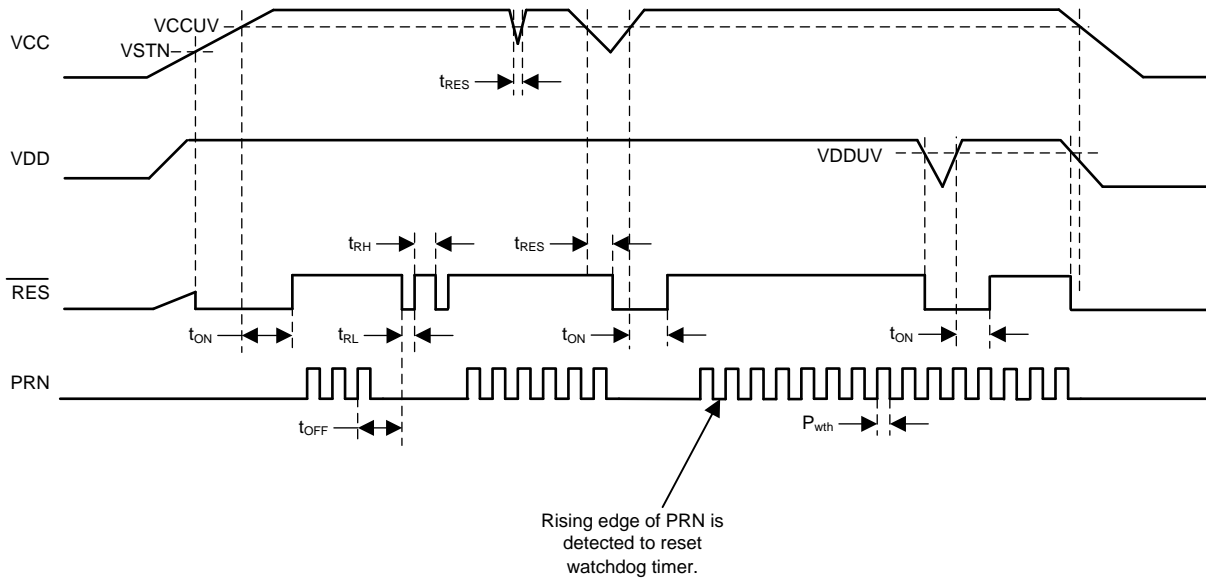 VCCUV
VCC
VSTN
tRES
VDD
VDDUV
tRH
tRES
RES
tON
tRL
tON
tON
PRN
tOFF
Pwth
Rising edge of PRN is
detected to reset
watchdog timer.